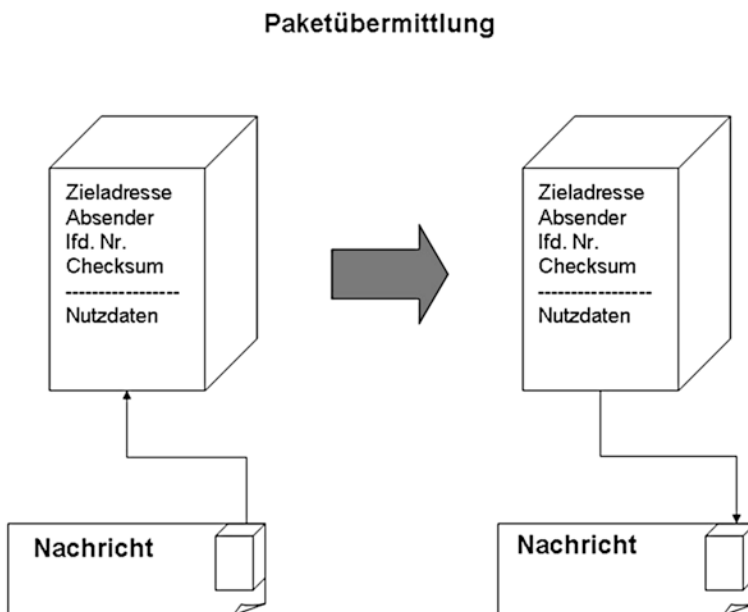 Paketübermittlung
Zieladresse
Absender
lfd. Nr.
Checksum
-----------------
Nutzdaten
Zieladresse
Absender
lfd. Nr.
Checksum
-----------------
Nutzdaten
Nachricht
Nachricht